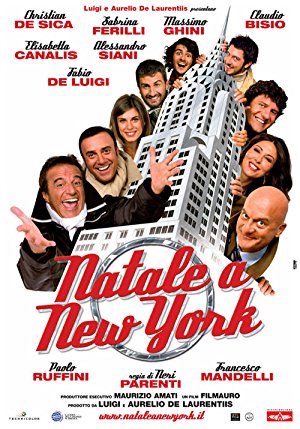 Luigi e Aurelio De Laurentiis presentano
Christian DE SICA
Sabrina FERILLI
Massimo GHINI
Claudio BISIO
Elisabetta CANALIS
Alessandro SIANI
Fabio DE LUIGI
Natale a
New York
Paolo RUFFINI
regia di Neri PARENTI
Francesco MANDELLI
PRODUTTORE ESECUTIVO MAURIZIO AMATI UN FILM FILMAURO
PRODOTTO DA LUIGI E AURELIO DE LAURENTIIS
www.nataleanewyork.it
TECHNICOLOR